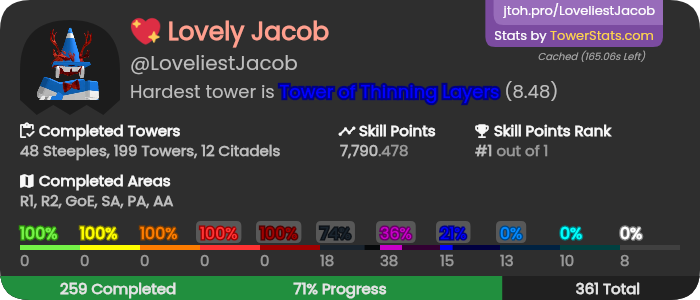 jtoh.pro/LoveliestJacob
Stats by TowerStats.com
Cached (165.06s Left)
💖 Lovely Jacob
@LoveliestJacob
Hardest tower is Tower of Thinning Layers (8.48)
Completed Towers
48 Steeples, 199 Towers, 12 Citadels
Skill Points
7,790.478
Skill Points Rank
#1 out of 1
Completed Areas
R1, R2, GoE, SA, PA, AA
100% 100% 100% 100% 100% 74% 36% 21% 0% 0% 0%
0 0 0 0 0 18 38 15 13 10 8
259 Completed 71% Progress 361 Total